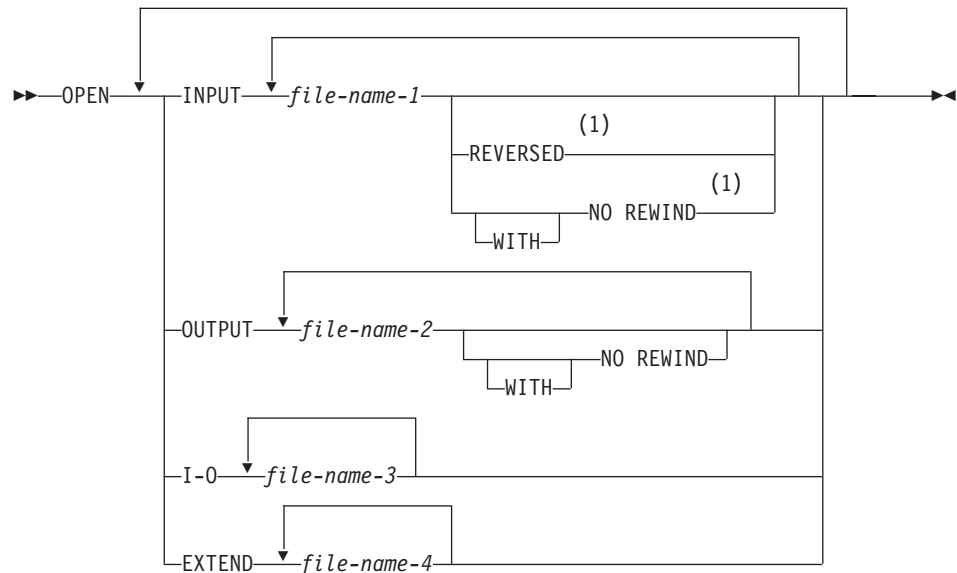 OPEN INPUT file-name-1
(1)
REVERSED
(1)
NO REWIND
WITH
OUTPUT file-name-2
NO REWIND
WITH
I-O file-name-3
EXTEND file-name-4